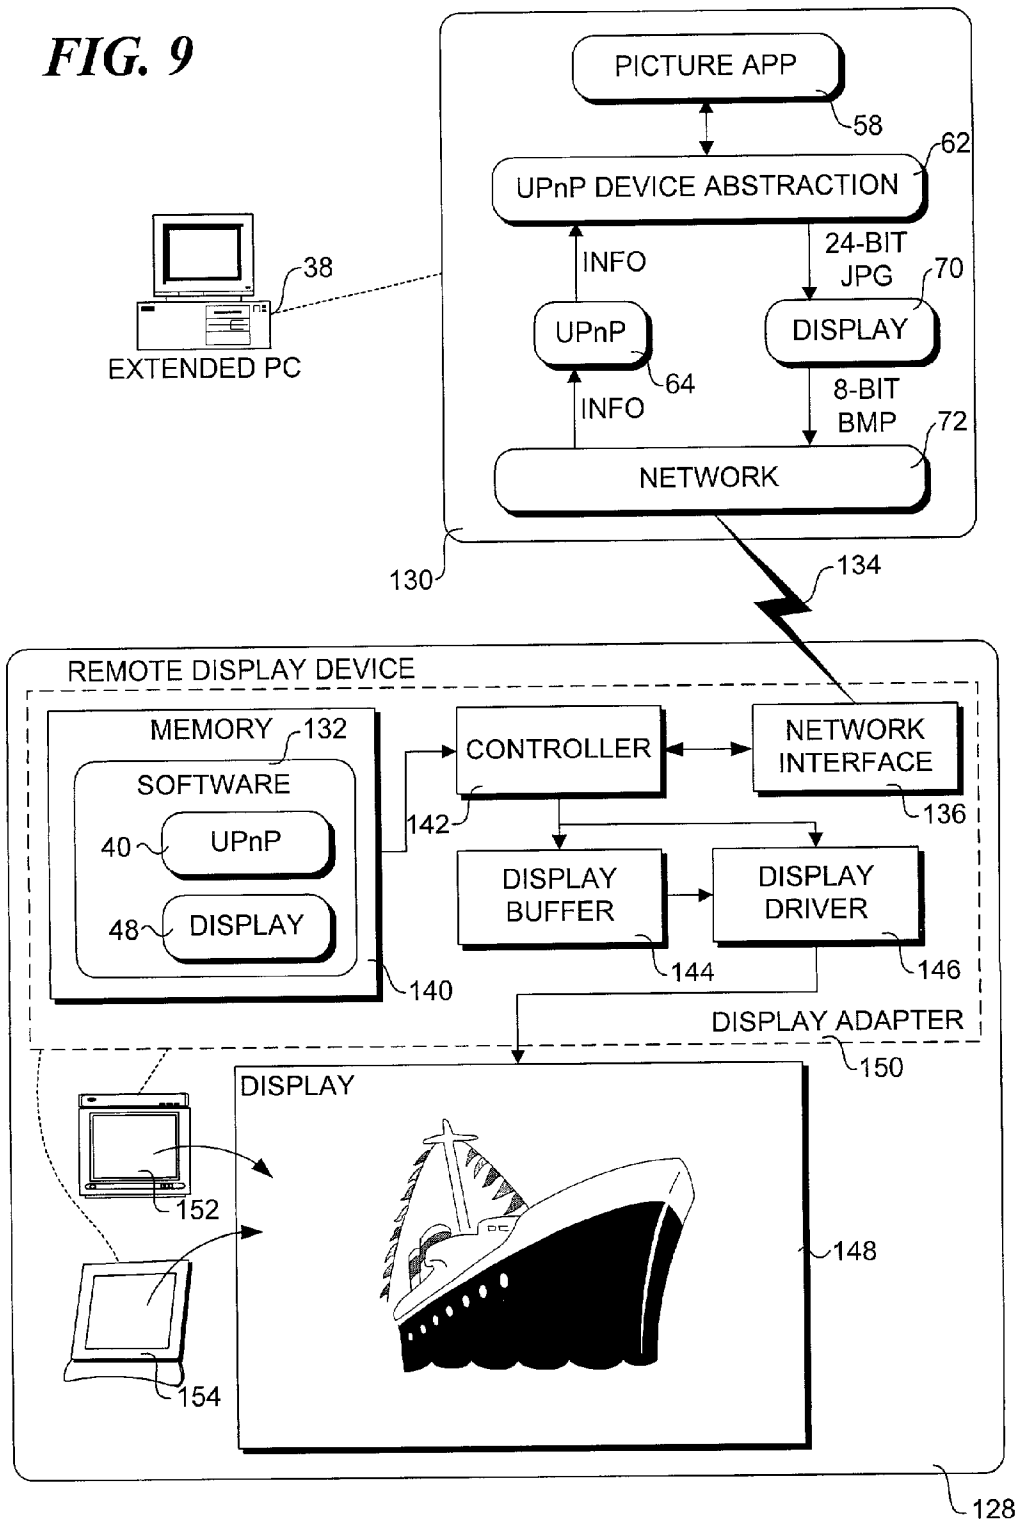 FIG. 9
PICTURE APP
58
62
UPnP DEVICE ABSTRACTION
INFO
24-BIT
JPG
38
70
UPnP
DISPLAY
EXTENDED PC
64
INFO
8-BIT
BMP
72
NETWORK
130
134
REMOTE DISPLAY DEVICE
MEMORY
132
SOFTWARE
CONTROLLER
NETWORK
INTERFACE
142
136
40
UPnP
DISPLAY
BUFFER
DISPLAY
DRIVER
48
DISPLAY
144
146
140
DISPLAY ADAPTER
150
DISPLAY
152
148
154
128